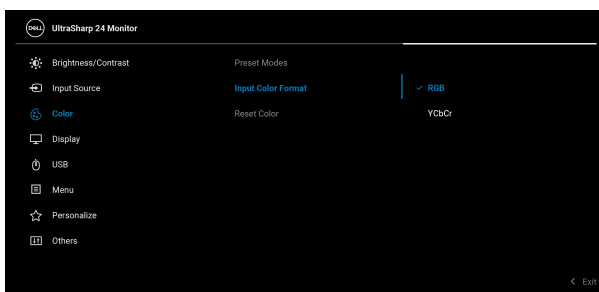 DELL UltraSharp 24 Monitor
Brightness/Contrast Preset Modes
Input Source Input Color Format RGB
Color Reset Color YCbCr
Display
USB
Menu
Personalize
Others
Exit